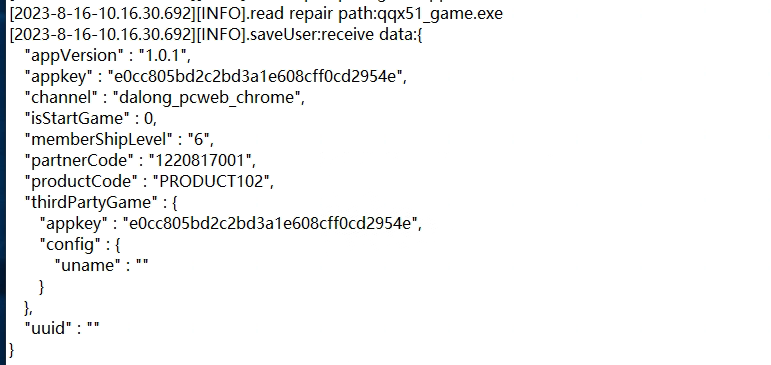 [2023-8-16-10.16.30.692][INFO].read repair path:qqx51_game.exe
[2023-8-16-10.16.30.692][INFO].saveUser:receive data:{
"appVersion" : "1.0.1",
"appkey" : "e0cc805bd2c2bd3a1e608cff0cd2954e",
"channel" : "dalong_pcweb_chrome",
"isStartGame" : 0,
"memberShipLevel" : "6",
"partnerCode" : "1220817001",
"productCode" : "PRODUCT102",
"thirdPartyGame" : {
"appkey" : "e0cc805bd2c2bd3a1e608cff0cd2954e",
"config" : {
"uname" : ""
}
},
"uuid" : ""
}